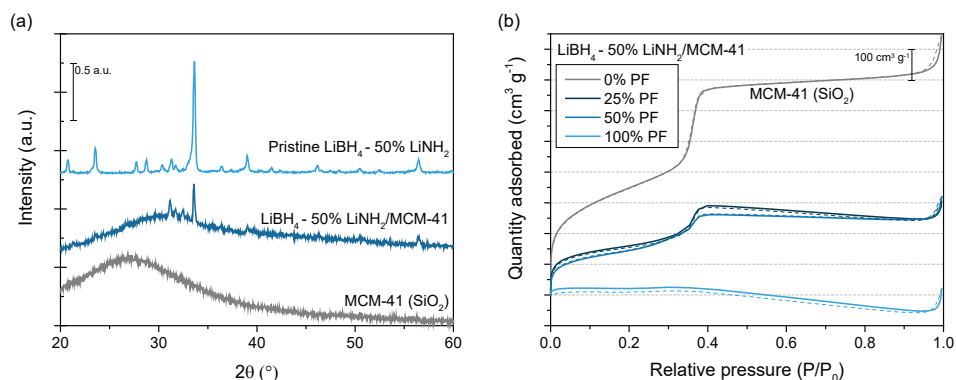 (a)
0.5 a.u.
Pristine LiBH₄ - 50% LiNH₂
LiBH₄ - 50% LiNH₂/MCM-41
MCM-41 (SiO₂)
Intensity (a.u.)
20 30 40 50 60
2θ (°)
(b)
LiBH₄ - 50% LiNH₂/MCM-41
0% PF
25% PF
50% PF
100% PF
100 cm³ g⁻¹
MCM-41 (SiO₂)
Quantity adsorbed (cm³ g⁻¹)
0.0 0.2 0.4 0.6 0.8 1.0
Relative pressure (P/P₀)